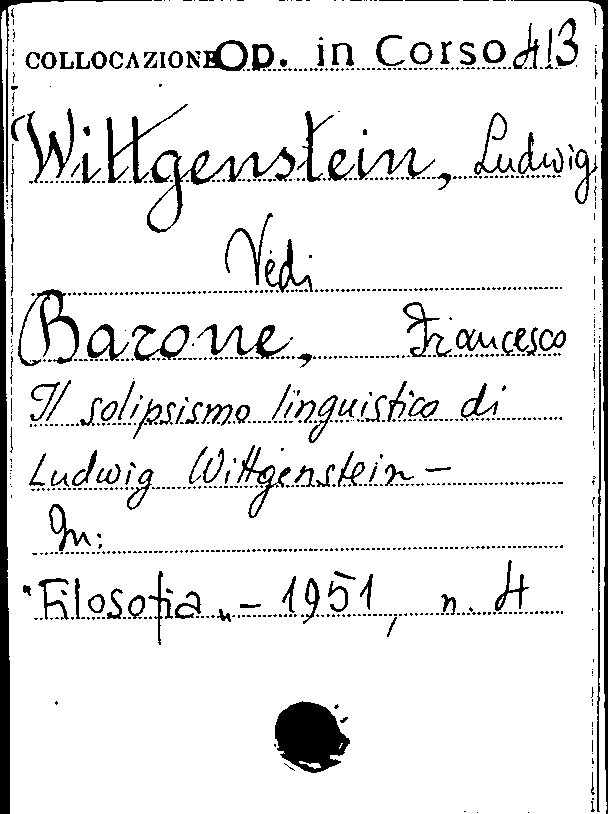 COLLOCAZIONE OP. in Corso 413
Wittgenstein, Ludwig
Vedi
Barone, Francesco
Il solipsismo linguistico di
Ludwig Wittgenstein -
In:
"Filosofia" - 1951, n. 4